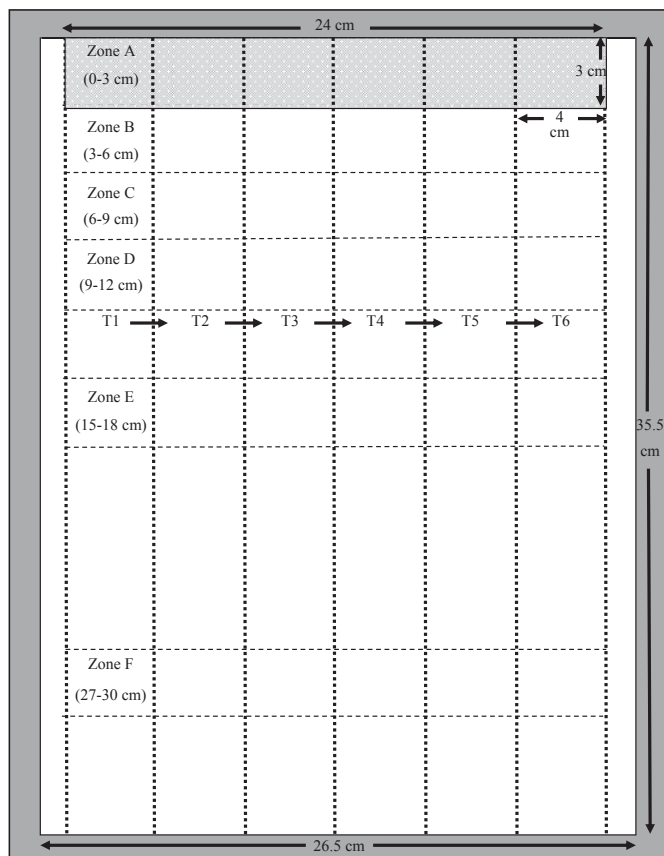 24 cm
Zone A
(0-3 cm)
3 cm
4
cm
Zone B
(3-6 cm)
Zone C
(6-9 cm)
Zone D
(9-12 cm)
T1 T2 T3 T4 T5 T6
Zone E
(15-18 cm)
35.5
cm
Zone F
(27-30 cm)
26.5 cm